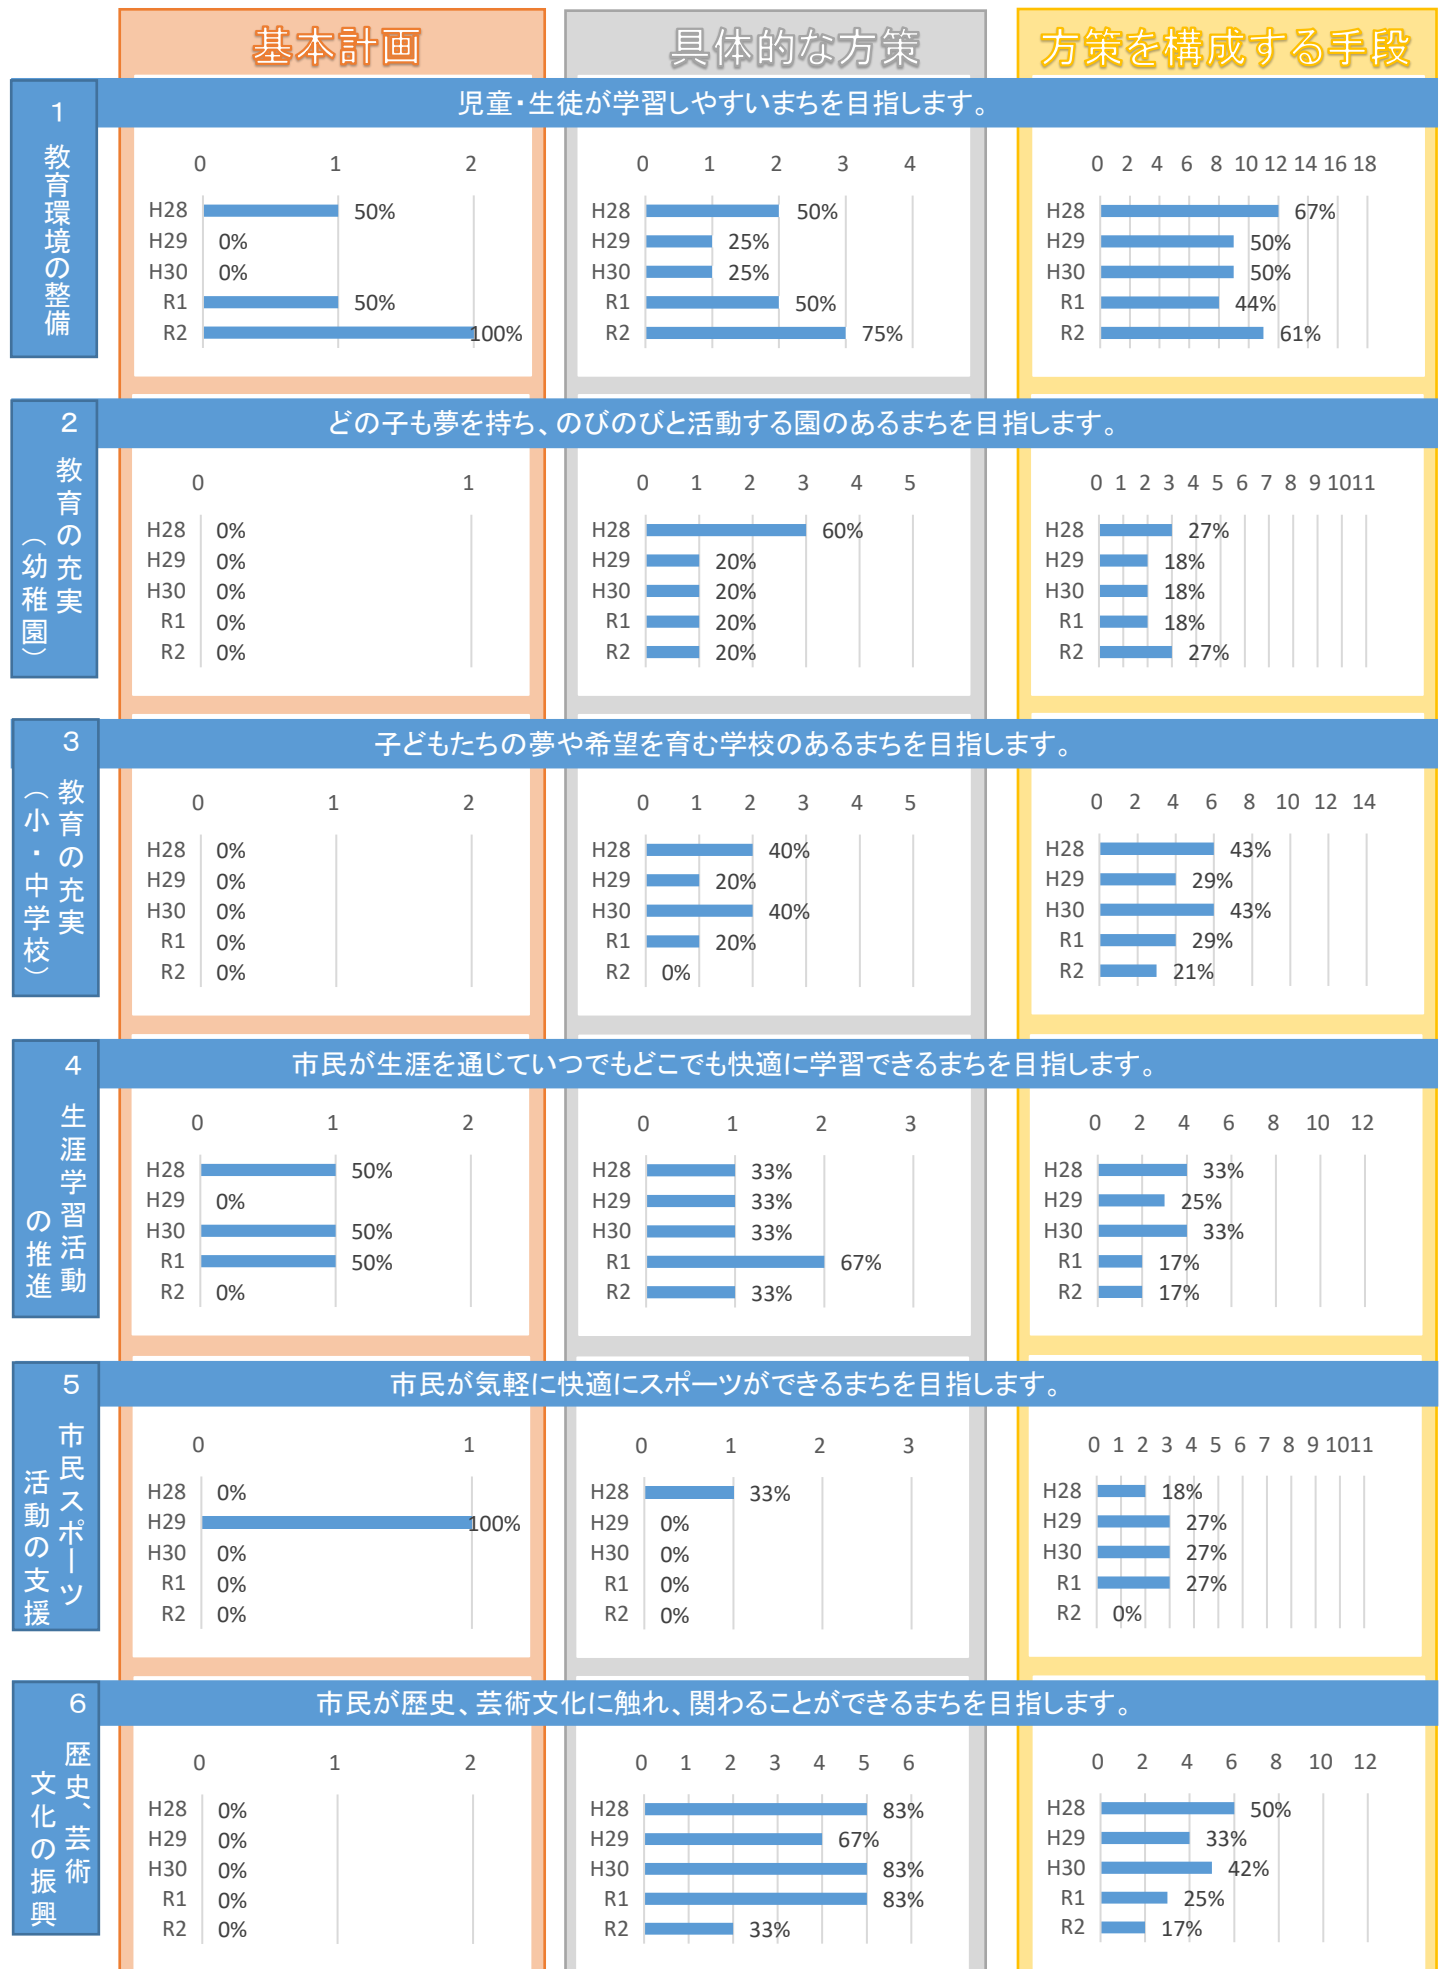 基本計画
具体的な方策
方策を構成する手段
1 教育環境の整備
児童・生徒が学習しやすいまちを目指します。
0 1 2
H28 50%
H29 0%
H30 0%
R1 50%
R2 100%
0 1 2 3 4
H28 50%
H29 25%
H30 25%
R1 50%
R2 75%
0 2 4 6 8 10 12 14 16 18
H28 67%
H29 50%
H30 50%
R1 44%
R2 61%
2 教育の充実
（幼稚園）
どの子も夢を持ち、のびのびと活動する園のあるまちを目指します。
0 1
H28 0%
H29 0%
H30 0%
R1 0%
R2 0%
0 1 2 3 4 5
H28 60%
H29 20%
H30 20%
R1 20%
R2 20%
0 1 2 3 4 5 6 7 8 9 10 11
H28 27%
H29 18%
H30 18%
R1 18%
R2 27%
3 教育の充実
（小・中学校）
子どもたちの夢や希望を育む学校のあるまちを目指します。
0 1 2
H28 0%
H29 0%
H30 0%
R1 0%
R2 0%
0 1 2 3 4 5
H28 40%
H29 20%
H30 40%
R1 20%
R2 0%
0 2 4 6 8 10 12 14
H28 43%
H29 29%
H30 43%
R1 29%
R2 21%
4 生涯学習活動
の推進
市民が生涯を通じていつでもどこでも快適に学習できるまちを目指します。
0 1 2
H28 50%
H29 0%
H30 50%
R1 50%
R2 0%
0 1 2 3
H28 33%
H29 33%
H30 33%
R1 67%
R2 33%
0 2 4 6 8 10 12
H28 33%
H29 25%
H30 33%
R1 17%
R2 17%
5 市民スポーツ
活動の支援
市民が気軽に快適にスポーツができるまちを目指します。
0 1
H28 0%
H29 100%
H30 0%
R1 0%
R2 0%
0 1 2 3
H28 33%
H29 0%
H30 0%
R1 0%
R2 0%
0 1 2 3 4 5 6 7 8 9 10 11
H28 18%
H29 27%
H30 27%
R1 27%
R2 0%
6 歴史、芸術
文化の振興
市民が歴史、芸術文化に触れ、関わることができるまちを目指します。
0 1 2
H28 0%
H29 0%
H30 0%
R1 0%
R2 0%
0 1 2 3 4 5 6
H28 83%
H29 67%
H30 83%
R1 83%
R2 33%
0 2 4 6 8 10 12
H28 50%
H29 33%
H30 42%
R1 25%
R2 17%